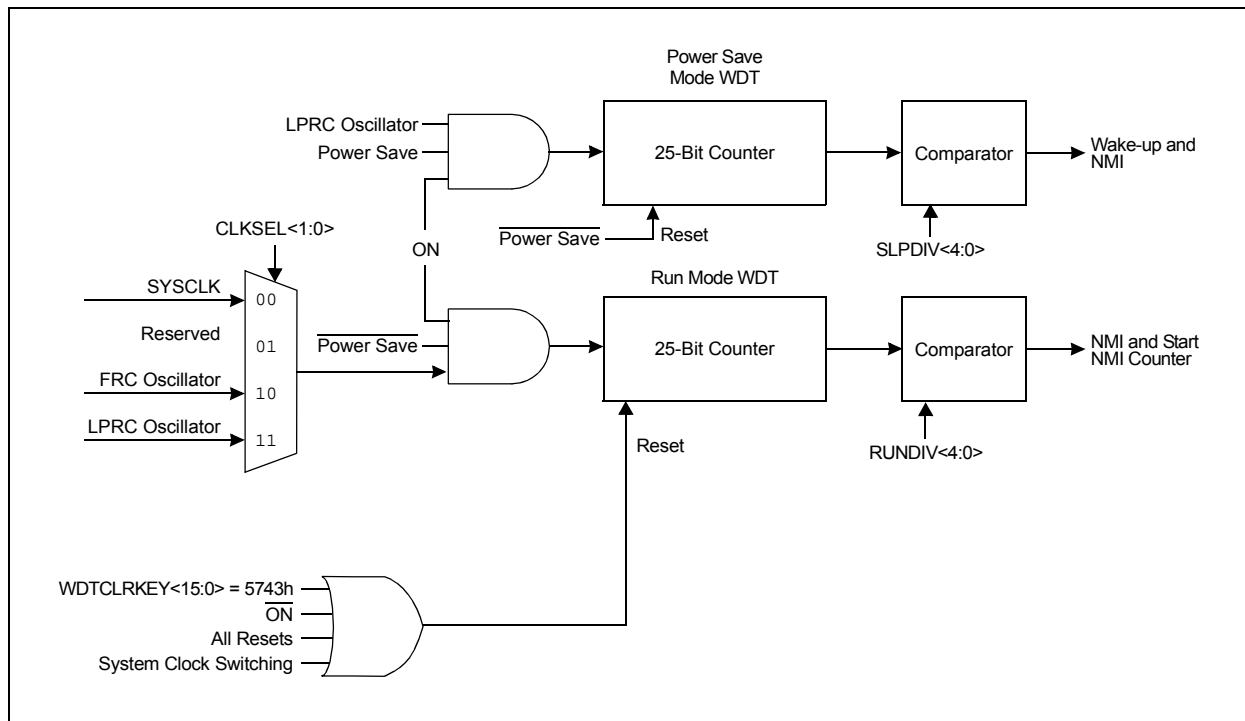 Power Save
Mode WDT
LPRC Oscillator
Power Save
25-Bit Counter
Comparator
Wake-up and
NMI
CLKSEL<1:0>
ON
Power Save
Reset
SLPDIV<4:0>
Run Mode WDT
SYSCLK
00
Reserved
01
Power Save
25-Bit Counter
Comparator
NMI and Start
NMI Counter
FRC Oscillator
10
LPRC Oscillator
11
Reset
RUNDIV<4:0>
WDTCLRKEY<15:0> = 5743h
ON
All Resets
System Clock Switching